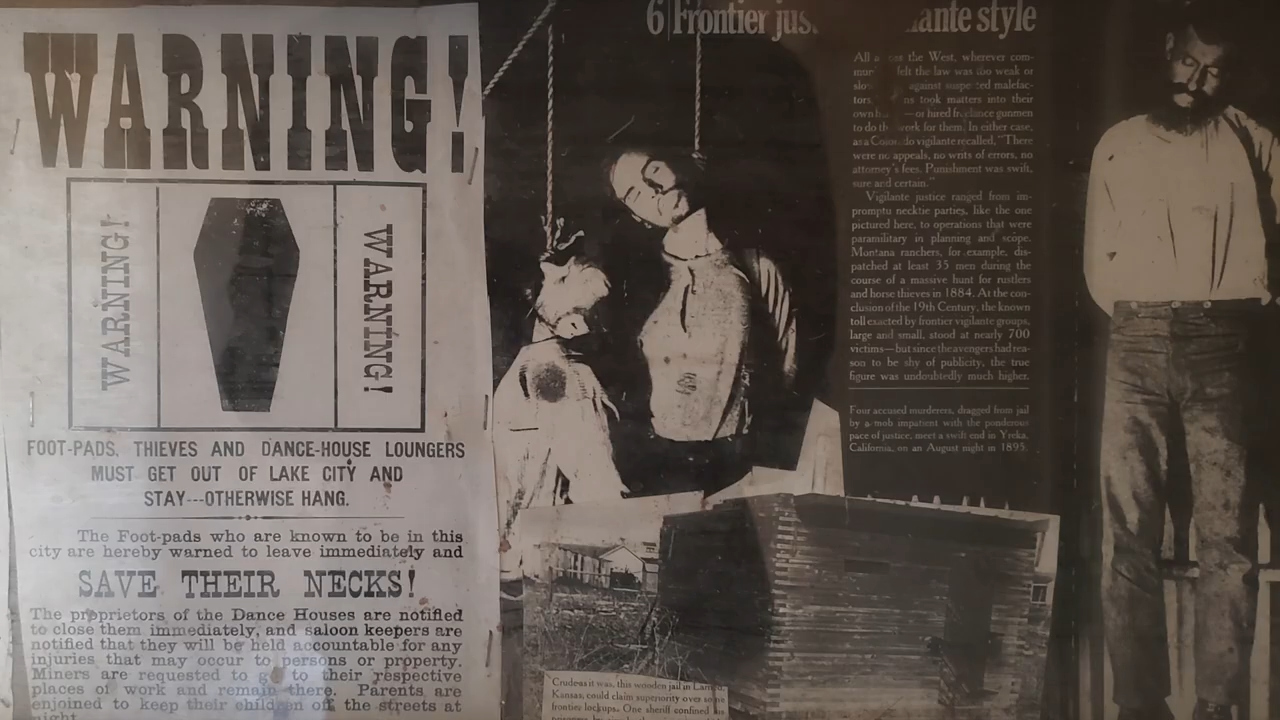 WARNING!
WARNING!
WARNING!
FOOT-PADS, THIEVES AND DANCE-HOUSE LOUNGERS
MUST GET OUT OF LAKE CITY AND
STAY---OTHERWISE HANG.
The Foot-pads who are known to be in this
city are hereby warned to leave immediately and
SAVE THEIR NECKS!
The proprietors of the Dance Houses are notified
to close them immediately, and saloon keepers are
notified that they will be held accountable for any
injuries that may occur to persons or property.
Miners are requested to go to their respective
places of work and remain there. Parents are
enjoined to keep their children off the streets at
night.
6 Frontier style
All the West, wherever com-
felt the law was too weak or
against suspected malefac-
took matters into their
own —or hired freelance gunmen
to do the work for them. In either case,
as a Colorado vigilante recalled, "There
were no appeals, no writs of errors, no
attorney's fees. Punishment was swift,
sure and certain."
Vigilante justice ranged from im-
promptu necktie parties, like the one
pictured here, to operations that were
paramilitary in planning and scope.
Montana ranchers, for example, dis-
patched at least 35 men during the
course of a massive hunt for rustlers
and horse thieves in 1884. At the con-
clusion of the 19th Century, the known
toll exacted by frontier vigilante groups,
large and small, stood at nearly 700
victims—but since the avengers had rea-
son to be shy of publicity, the true
figure was undoubtedly much higher.
Four accused murderers, dragged from jail
by a mob impatient with the ponderous
pace of justice, meet a swift end in Yreka,
California, on an August night in 1895.
Crude as it was, this wooden jail in Larned,
Kansas, could claim superiority over some
frontier lockups. One sheriff confined his